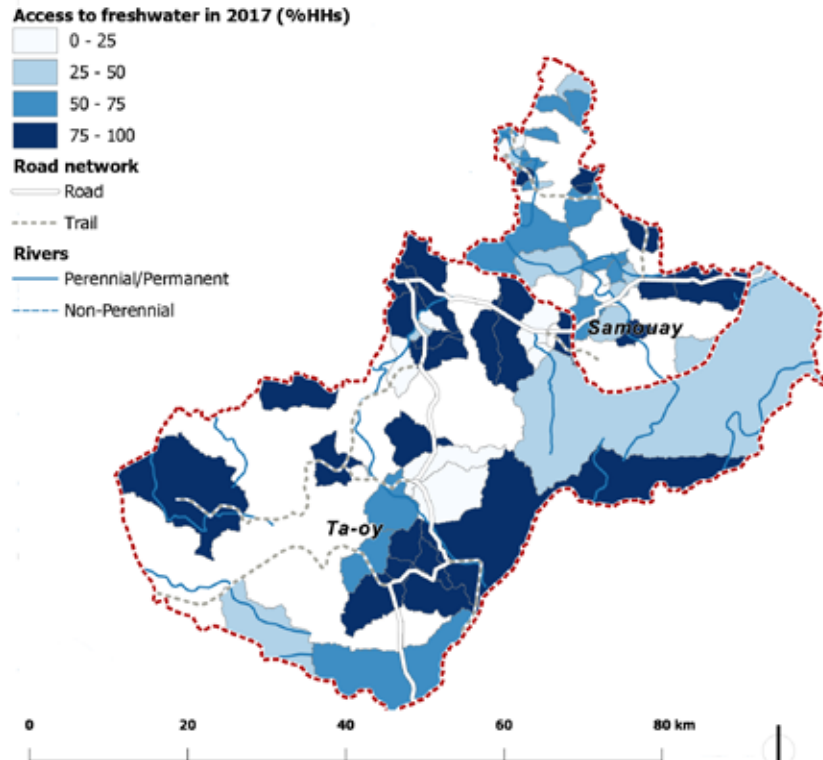 Access to freshwater in 2017 (%HHs)
0 - 25
25 - 50
50 - 75
75 - 100
Road network
Road
Trail
Rivers
Perennial/Permanent
Non-Perennial
Samouay
Ta-oy
0 20 40 60 80 km